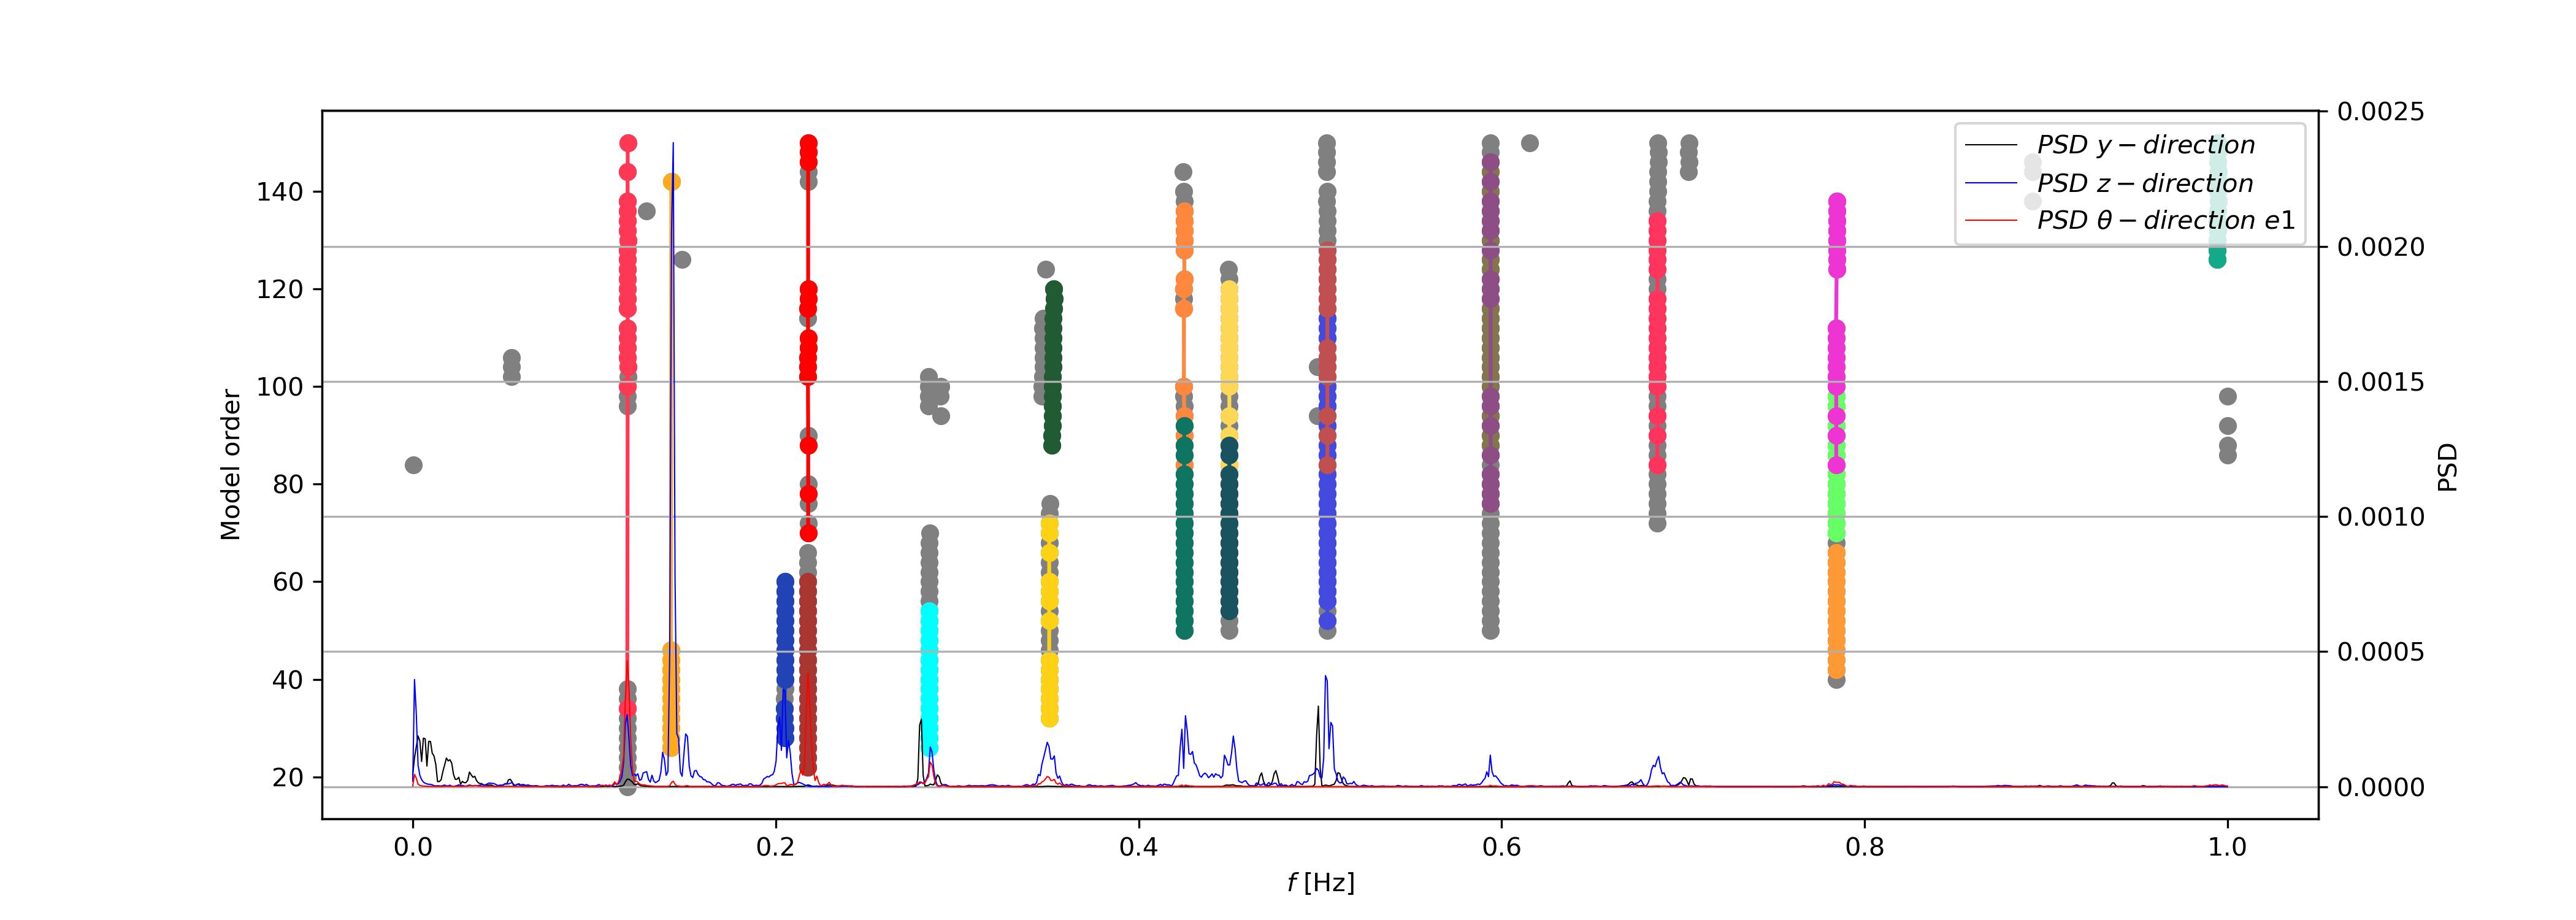 0.0025
PSD y − direction
140
PSD z − direction
PSD θ − direction e1
0.0020
120
100
0.0015
Model order
PSD
80
0.0010
60
0.0005
40
20
0.0000
0.0 0.2 0.4 0.6 0.8 1.0
f [Hz]